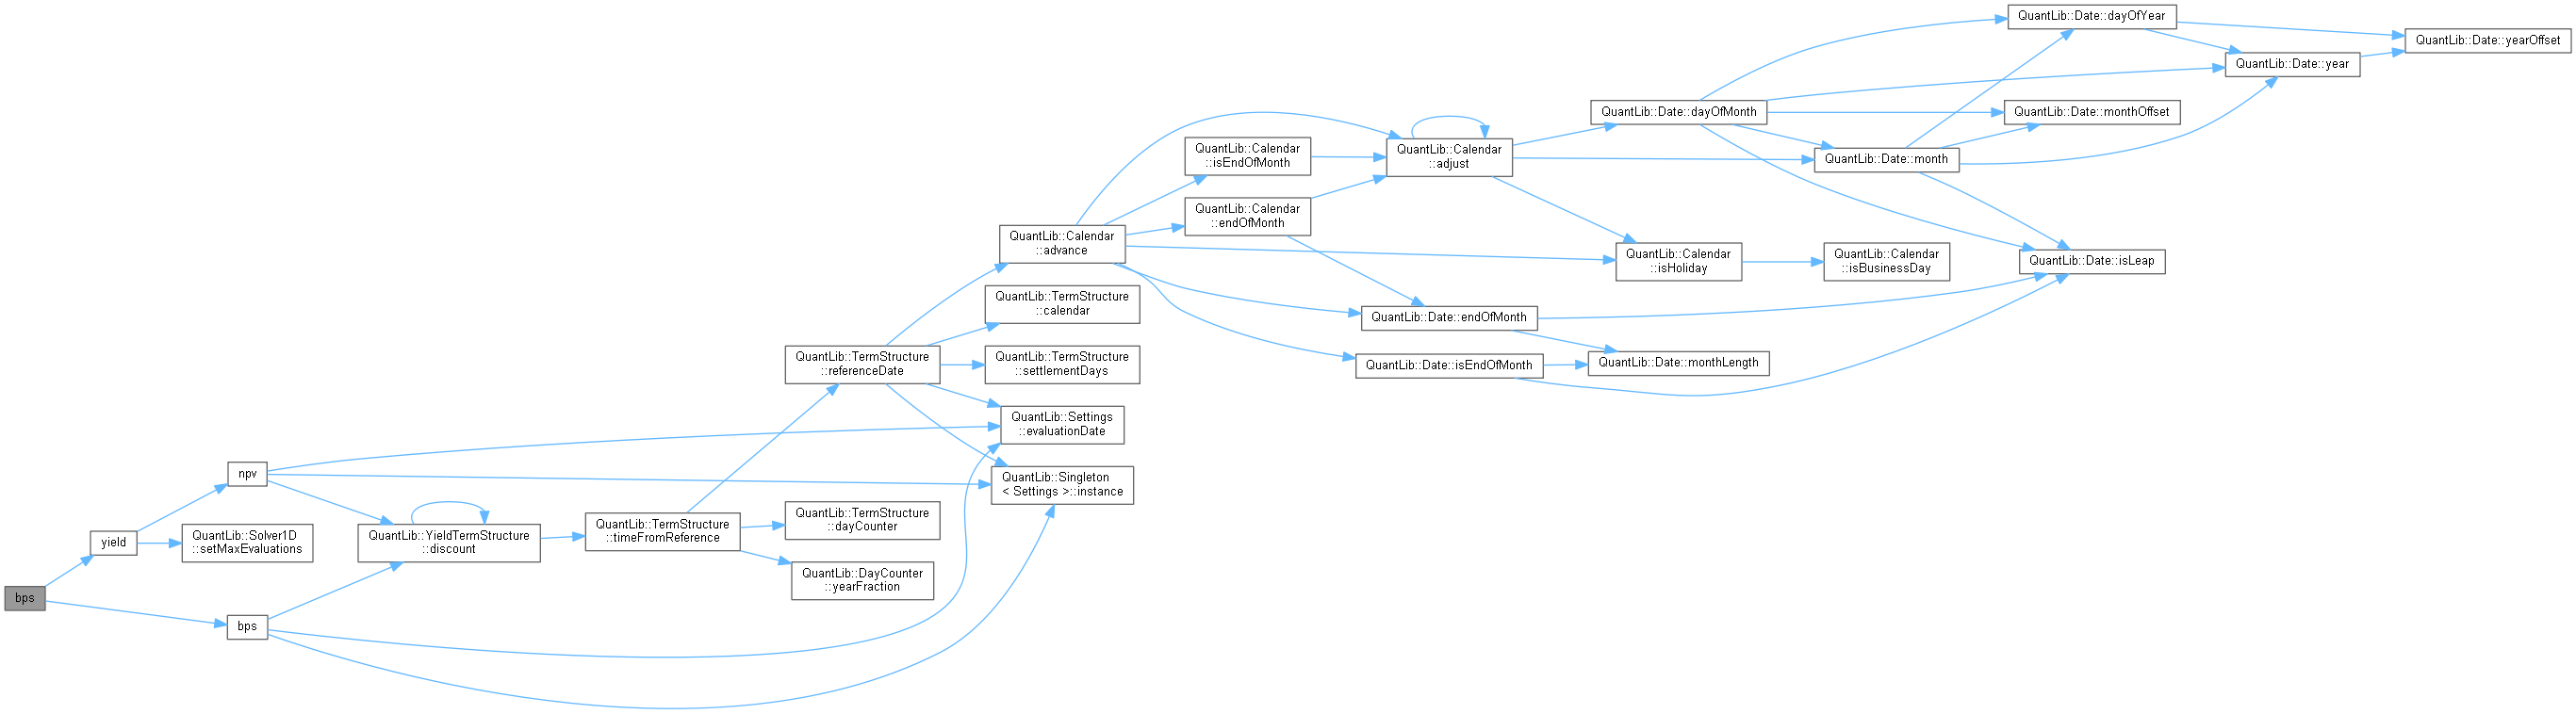 bps
yield
bps
npv
QuantLib::Solver1D
::setMaxEvaluations
QuantLib::YieldTermStructure
::discount
QuantLib::TermStructure
::timeFromReference
QuantLib::TermStructure
::referenceDate
QuantLib::TermStructure
::dayCounter
QuantLib::DayCounter
::yearFraction
QuantLib::Calendar
::advance
QuantLib::TermStructure
::calendar
QuantLib::TermStructure
::settlementDays
QuantLib::Settings
::evaluationDate
QuantLib::Singleton
< Settings >::instance
QuantLib::Calendar
::isEndOfMonth
QuantLib::Calendar
::endOfMonth
QuantLib::Calendar
::adjust
QuantLib::Date::endOfMonth
QuantLib::Date::isEndOfMonth
QuantLib::Date::dayOfMonth
QuantLib::Calendar
::isHoliday
QuantLib::Date::monthLength
QuantLib::Date::month
QuantLib::Calendar
::isBusinessDay
QuantLib::Date::dayOfYear
QuantLib::Date::monthOffset
QuantLib::Date::isLeap
QuantLib::Date::year
QuantLib::Date::yearOffset